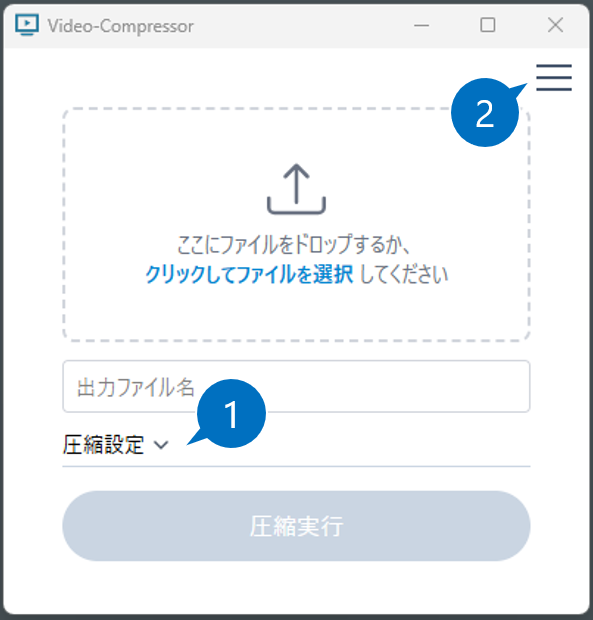 Video-Compressor
2
ここにファイルをドロップするか、
クリックしてファイルを選択 してください
出力ファイル名
1
圧縮設定
圧縮実行